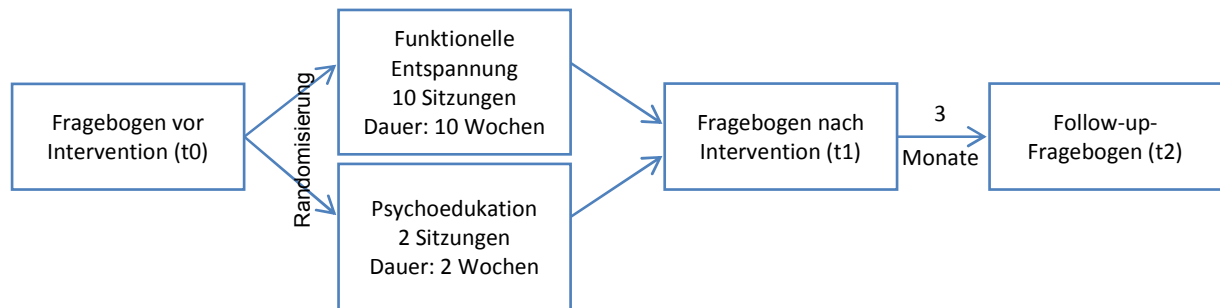 Fragebogen vor
Intervention (t0)
Randomisierung
Funktionelle
Entspannung
10 Sitzungen
Dauer: 10 Wochen
Psychoedukation
2 Sitzungen
Dauer: 2 Wochen
Fragebogen nach
Intervention (t1)
3
Monate
Follow-up-
Fragebogen (t2)